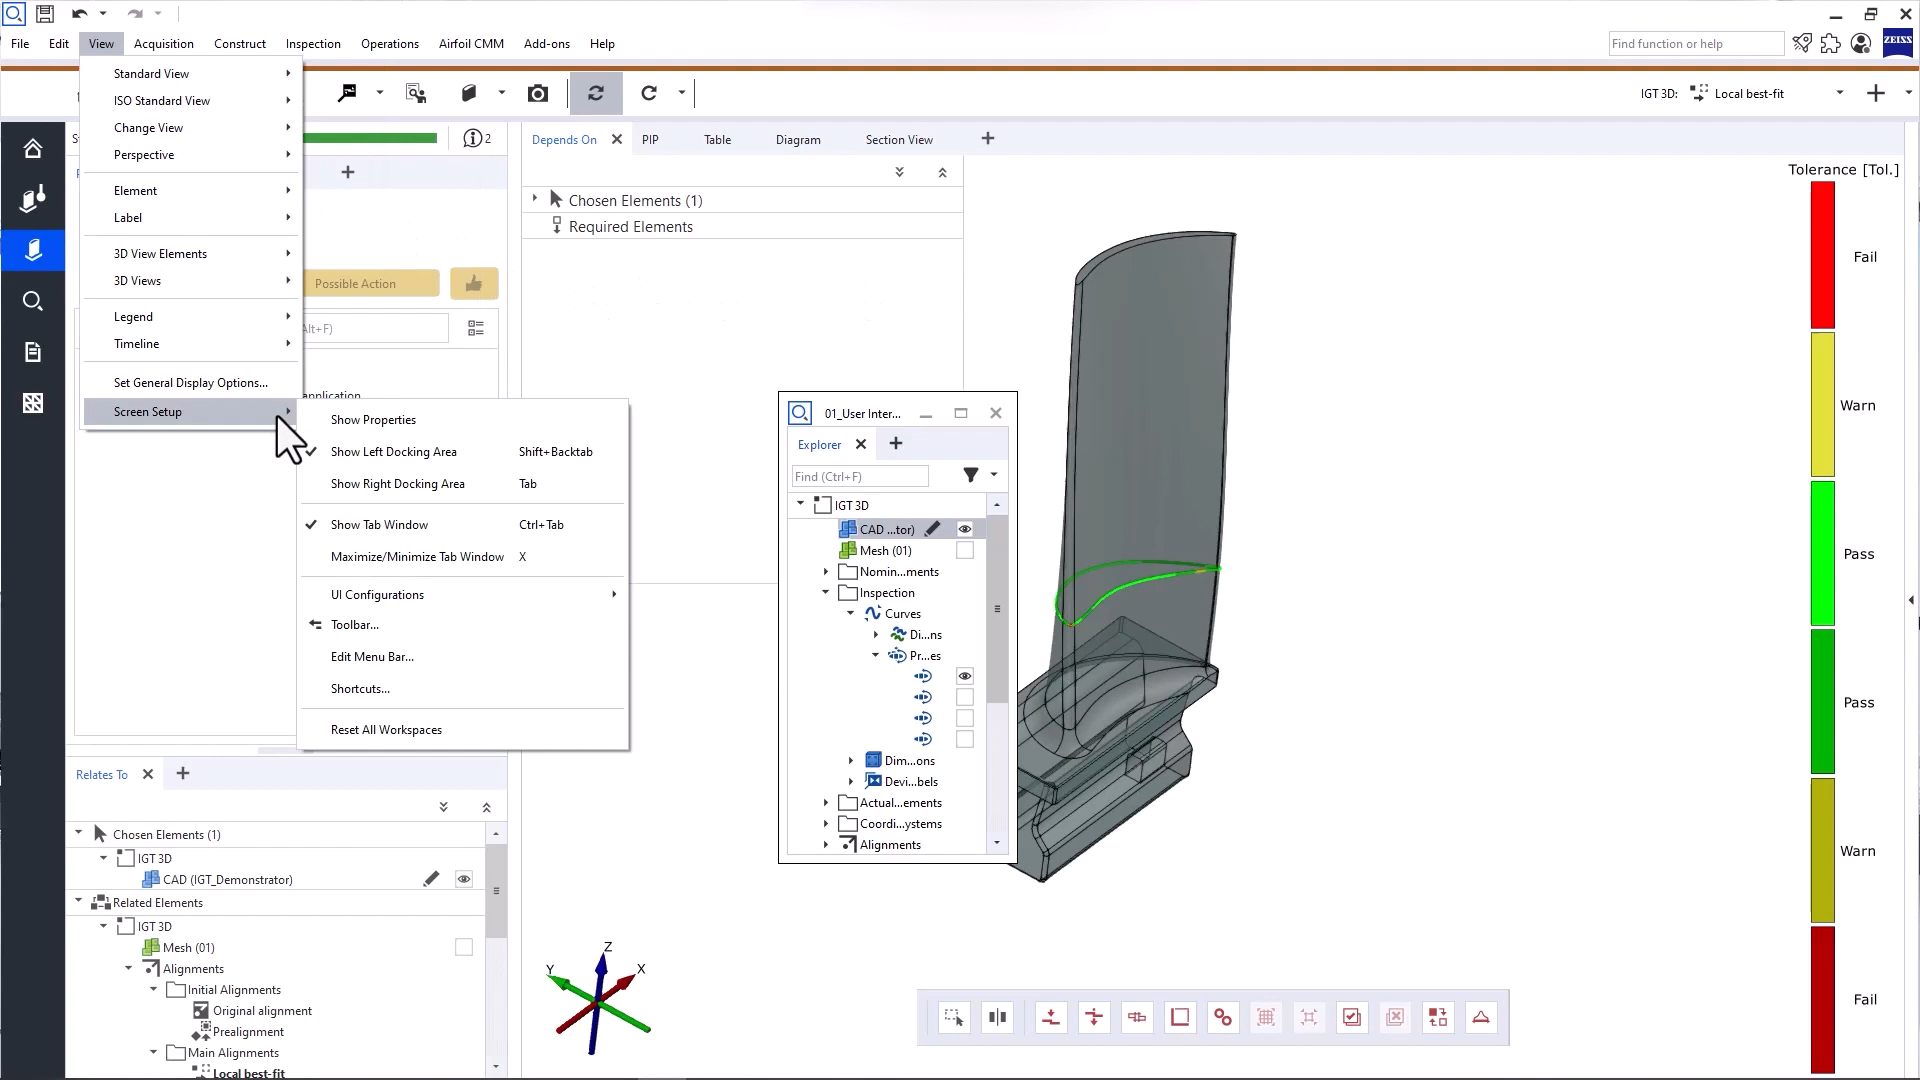 File Edit View Acquisition Construct Inspection Operations Airfoil CMM Add-ons Help
Find function or help
ZEISS
IGT 3D: Local best-fit
Standard View
ISO Standard View
Change View
Perspective
Element
Label
3D View Elements
3D Views
Legend
Timeline
Set General Display Options...
Screen Setup
2
Possible Action
Alt+F)
application
Show Properties
Show Left Docking Area Shift+Backtab
Show Right Docking Area Tab
Show Tab Window Ctrl+Tab
Maximize/Minimize Tab Window X
UI Configurations
Toolbar...
Edit Menu Bar...
Shortcuts...
Reset All Workspaces
Relates To
Chosen Elements (1)
IGT 3D
CAD (IGT_Demonstrator)
Related Elements
IGT 3D
Mesh (01)
Alignments
Initial Alignments
Original alignment
Prealignment
Main Alignments
Local best-fit
Depends On PIP Table Diagram Section View
Chosen Elements (1)
Required Elements
01_User Inter...
Explorer
Find (Ctrl+F)
IGT 3D
CAD ...tor)
Mesh (01)
Nomin...ments
Inspection
Curves
Di...ns
Pr...es
Dim...ons
Devi...bels
Actual...ements
Coordi...ystems
Alignments
Z
Y
X
Tolerance [Tol.]
Fail
Warn
Pass
Pass
Warn
Fail